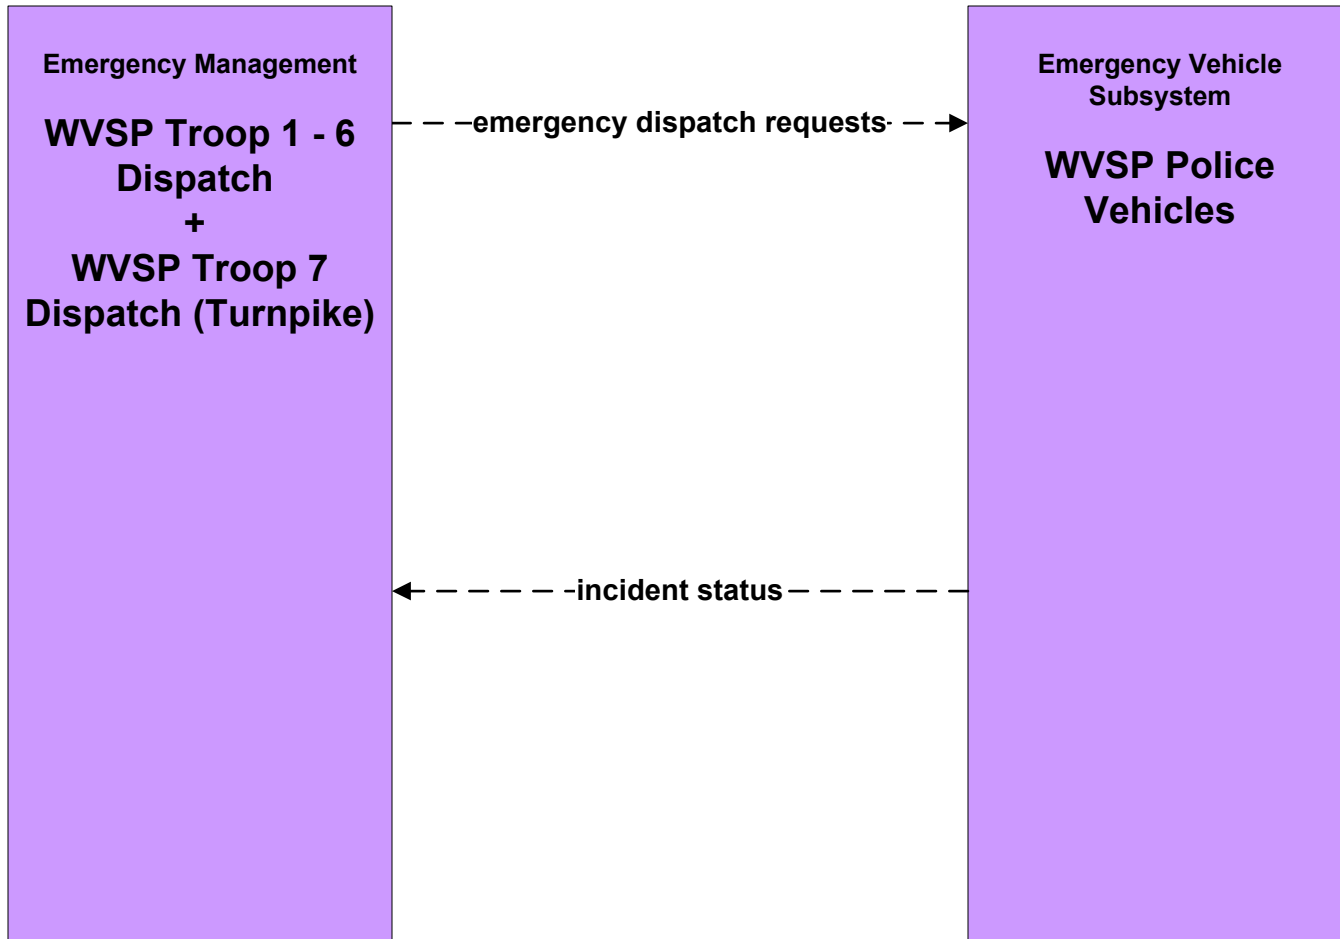 Emergency Management
WVSP Troop 1 - 6
Dispatch
+
WVSP Troop 7
Dispatch (Turnpike)
emergency dispatch requests
incident status
Emergency Vehicle
Subsystem
WVSP Police
Vehicles